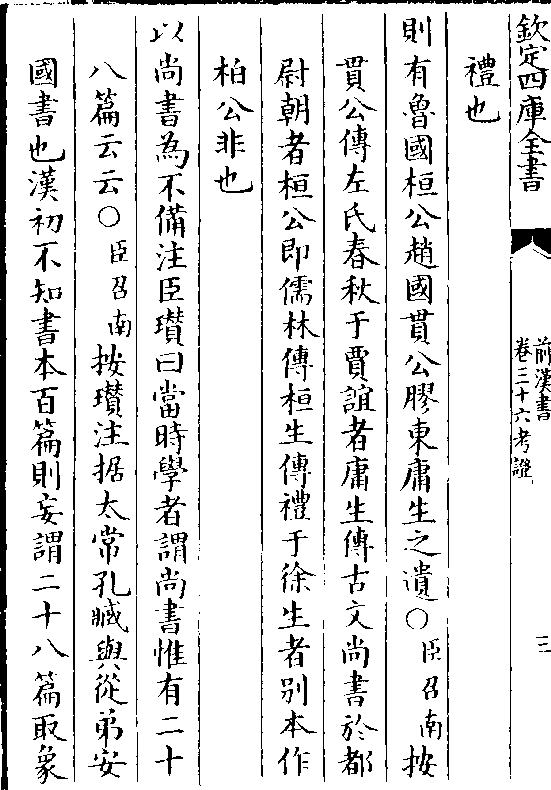 欽定四庫全書
前漢書
卷三十六考證
三
禮也
則有魯國桓公趙國貫公膠東庸生之遺○臣召南按
貫公傳左氏春秋于賈誼者庸生傳古文尚書於都
尉朝者桓公即儒林傳桓生傳禮于徐生者别本作
柏公非也
以尚書為不備注臣瓚曰當時學者謂尚書惟有二十
八篇云云○臣召南按瓚注据太常孔臧與從弟安
國書也漢初不知書本百篇則妄謂二十八篇取象